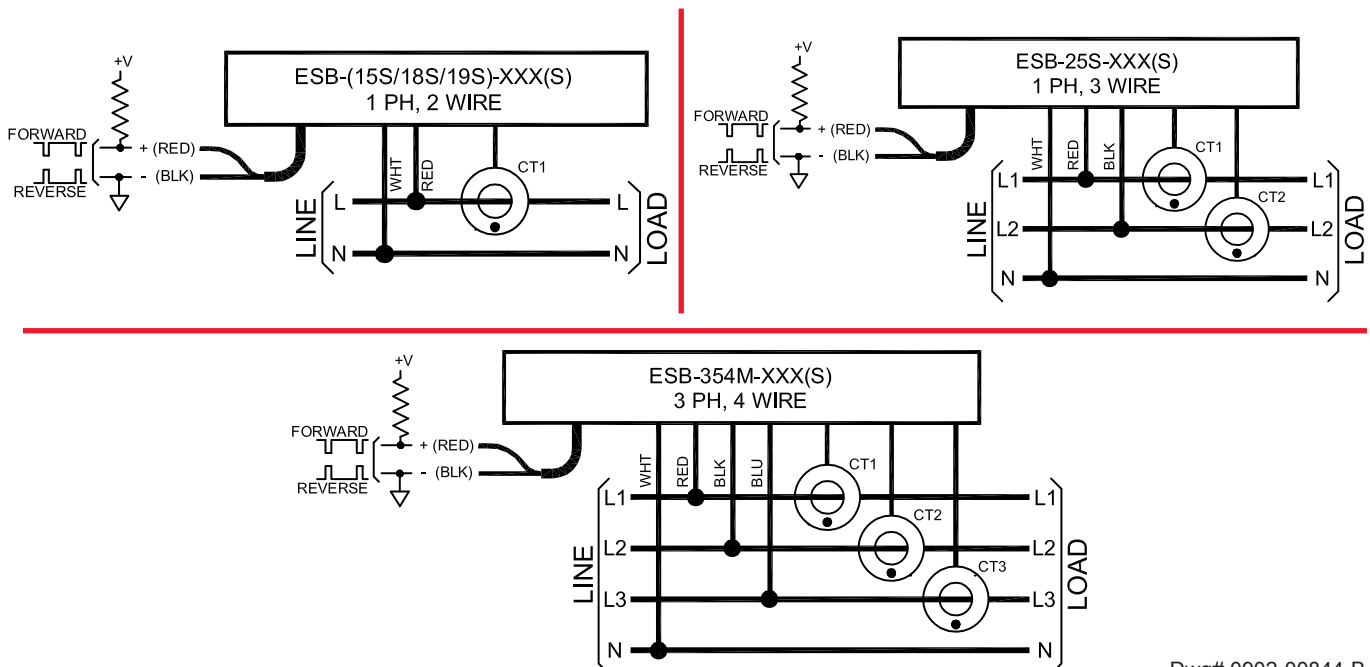 +V
ESB-(15S/18S/19S)-XXX(S)
1 PH, 2 WIRE
FORWARD
+ (RED)
- (BLK)
REVERSE
WHT
RED
CT1
LINE
L
L
N
N
LOAD
+V
ESB-25S-XXX(S)
1 PH, 3 WIRE
FORWARD
+ (RED)
- (BLK)
REVERSE
WHT
RED
BLK
CT1
CT2
LINE
L1
L1
L2
L2
N
N
LOAD
+V
ESB-354M-XXX(S)
3 PH, 4 WIRE
FORWARD
+ (RED)
- (BLK)
REVERSE
WHT
RED
BLK
BLU
CT1
CT2
CT3
LINE
L1
L1
L2
L2
L3
L3
N
N
LOAD